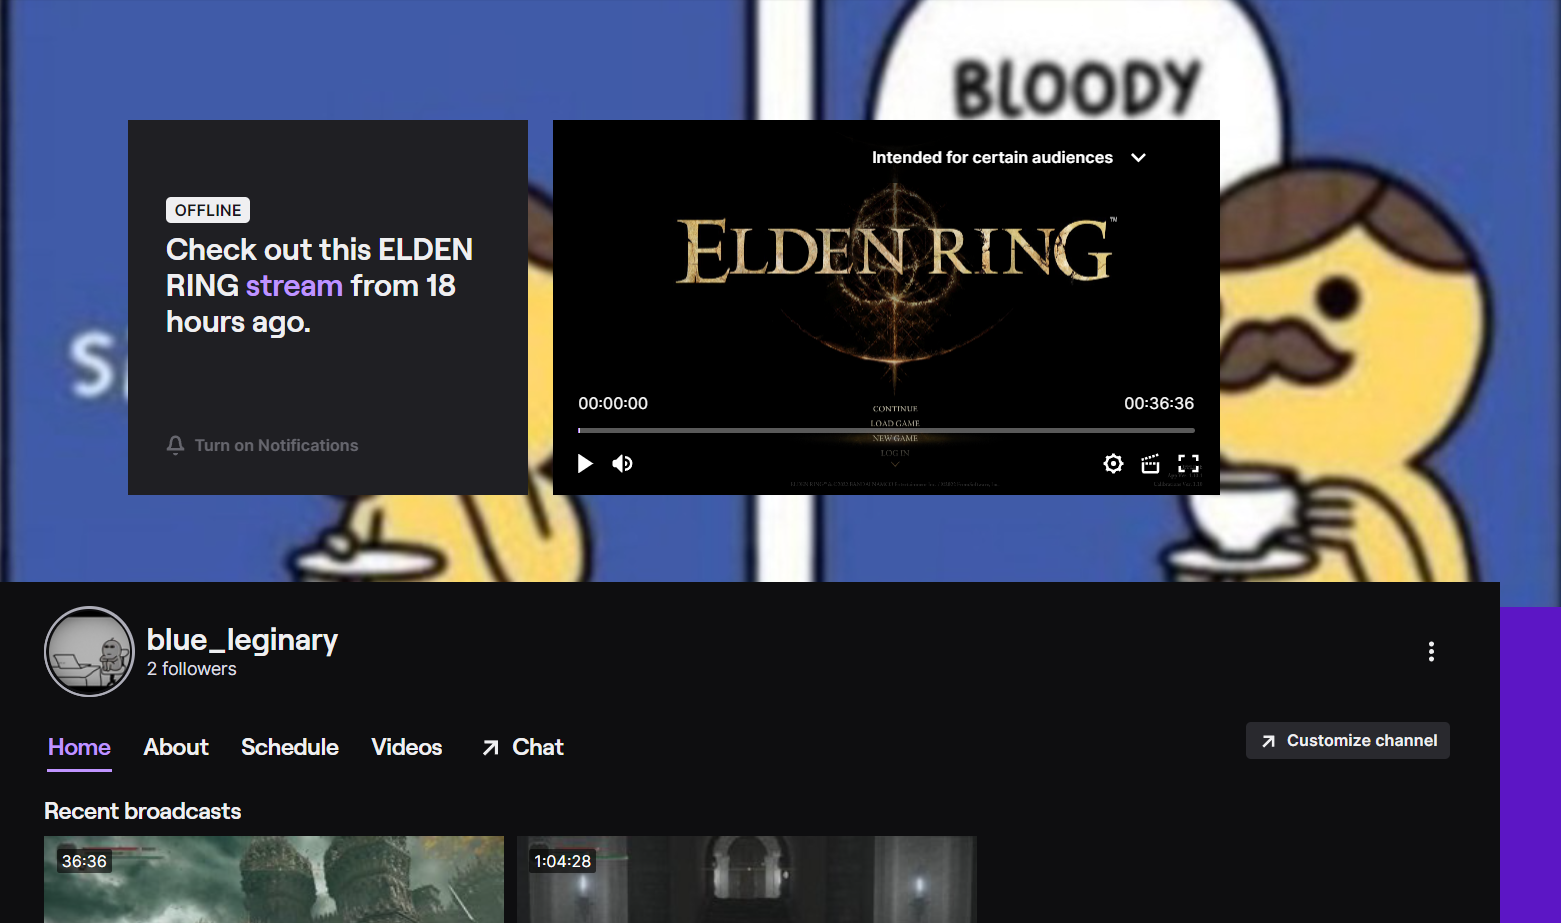 BLOODY
Intended for certain audiences
OFFLINE
Check out this ELDEN
RING stream from 18
hours ago.
ELDEN RING™
S
Turn on Notifications
00:00:00
00:36:36
CONTINUE
LOAD GAME
NEW GAME
LOG IN
blue_leginary
2 followers
Home
About
Schedule
Videos
Chat
Customize channel
Recent broadcasts
36:36
1:04:28